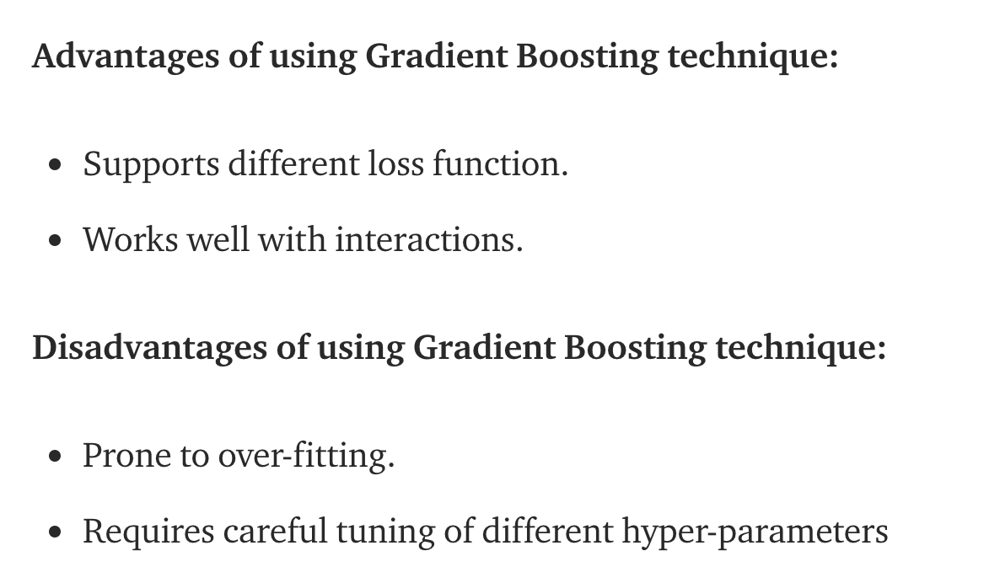 Advantages of using Gradient Boosting technique:
• Supports different loss function.
• Works well with interactions.
Disadvantages of using Gradient Boosting technique:
• Prone to over-fitting.
• Requires careful tuning of different hyper-parameters